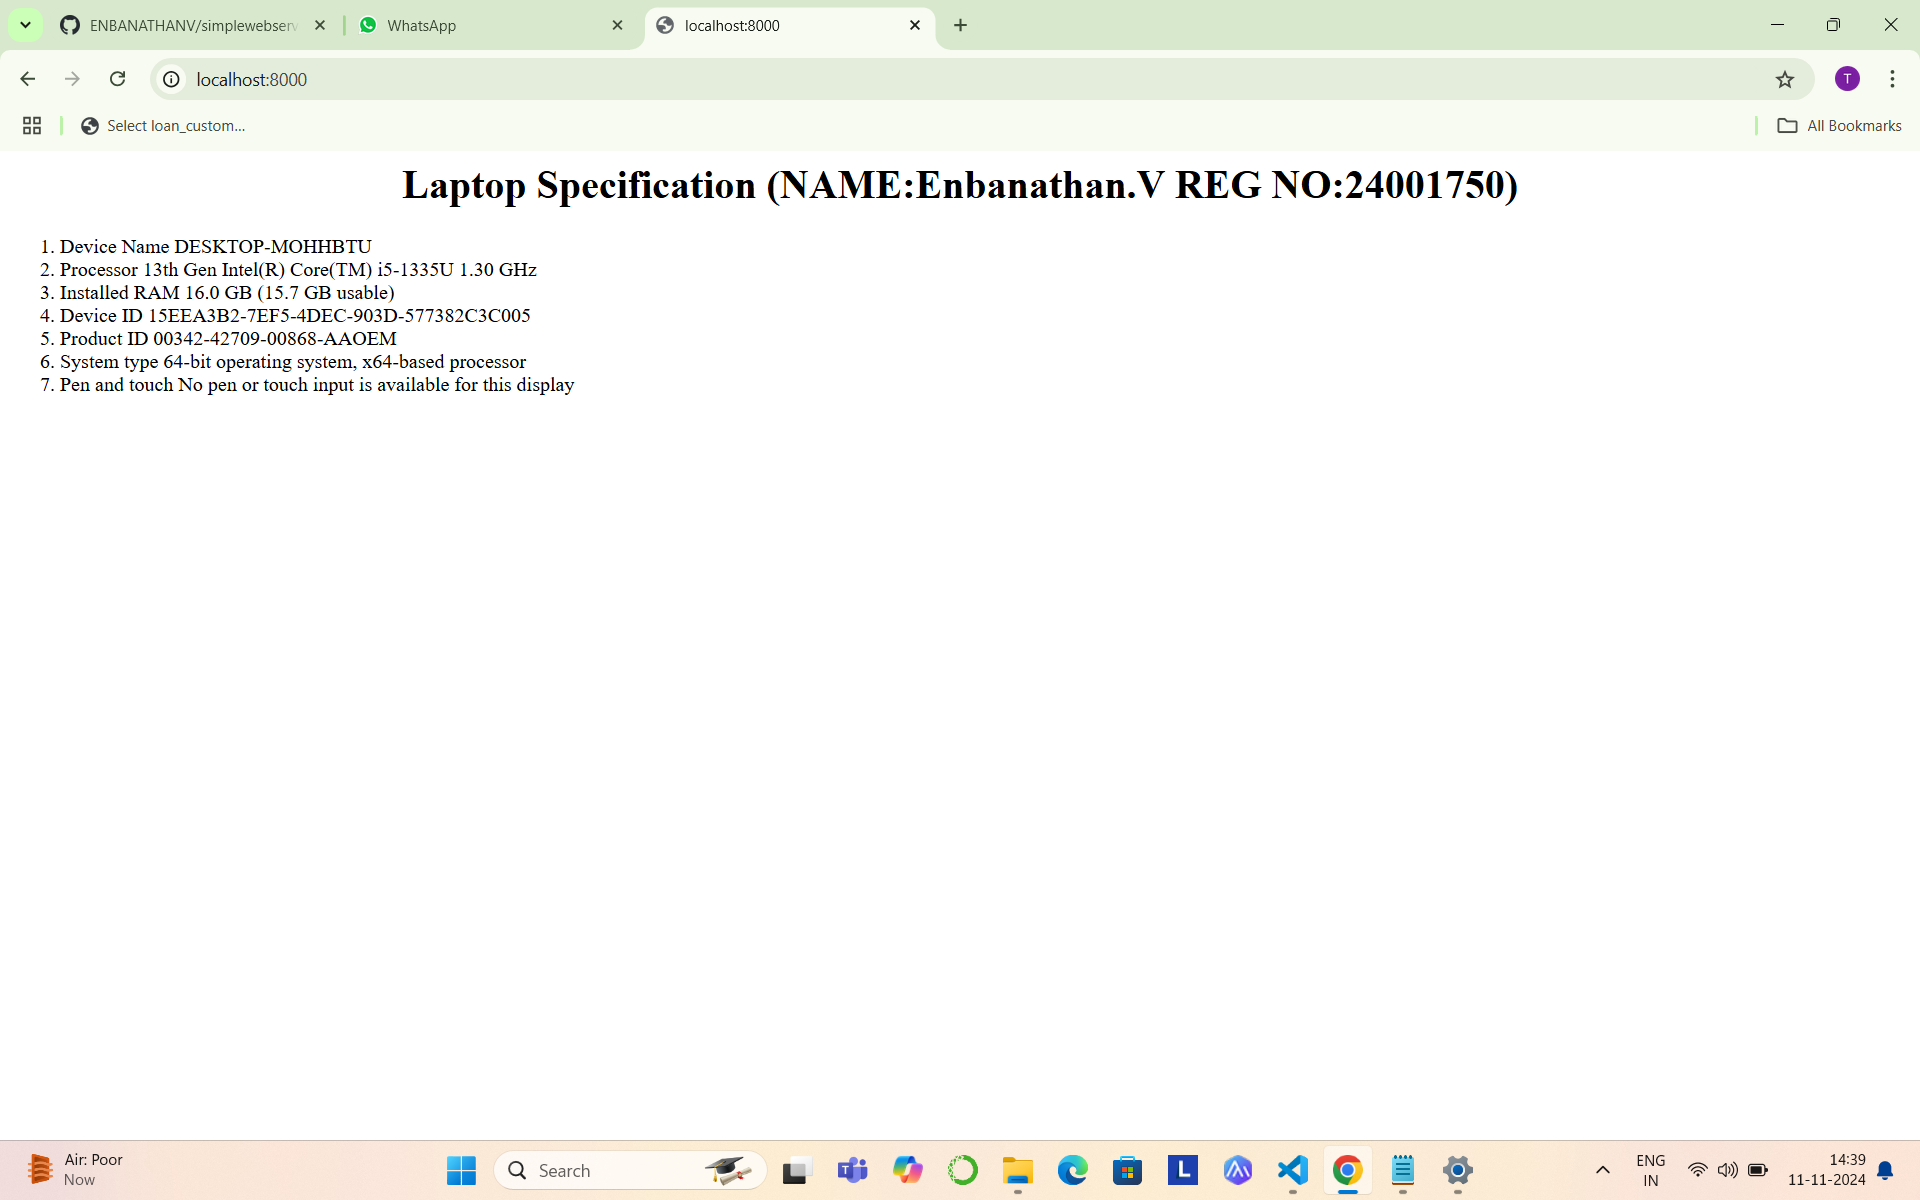 ENBANATHANV/simplewebserv
WhatsApp
localhost:8000
localhost:8000
T
Select loan_custom...
All Bookmarks
Laptop Specification (NAME:Enbanathan.V REG NO:24001750)
1. Device Name DESKTOP-MOHHBTU
2. Processor 13th Gen Intel(R) Core(TM) i5-1335U 1.30 GHz
3. Installed RAM 16.0 GB (15.7 GB usable)
4. Device ID 15EEA3B2-7EF5-4DEC-903D-577382C3C005
5. Product ID 00342-42709-00868-AAOEM
6. System type 64-bit operating system, x64-based processor
7. Pen and touch No pen or touch input is available for this display
Air: Poor
Now
Search
T
L
ENG
IN
14:39
11-11-2024